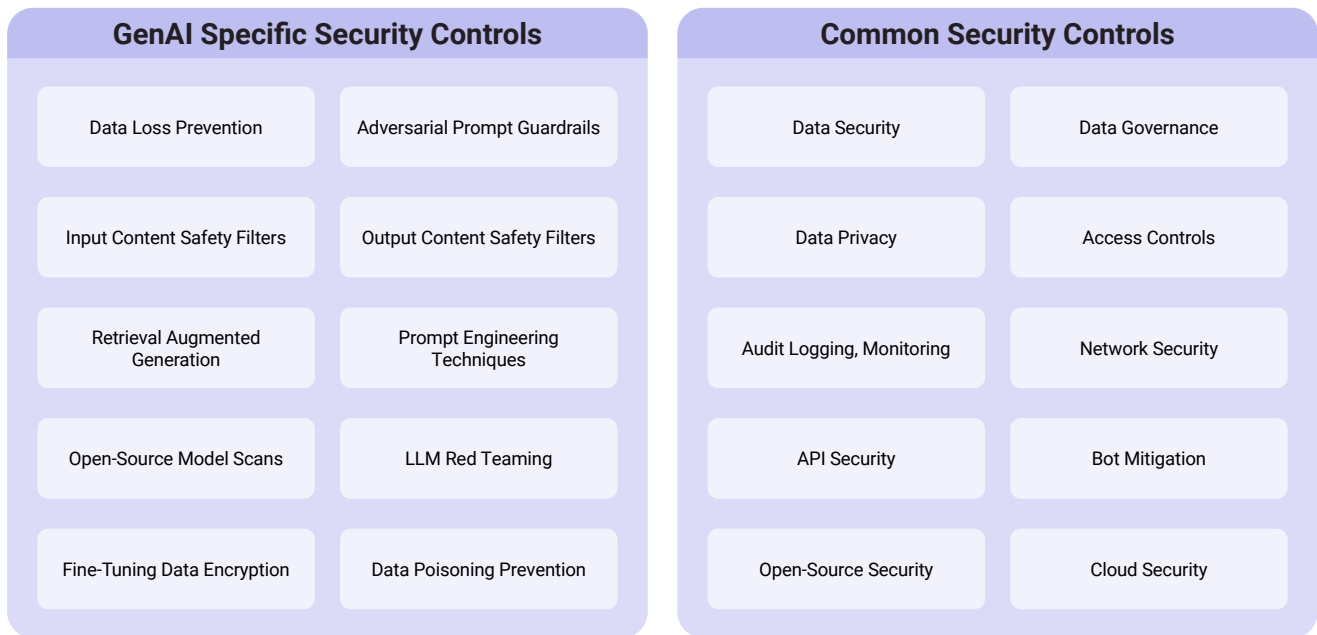 GenAI Specific Security Controls
Data Loss Prevention
Adversarial Prompt Guardrails
Input Content Safety Filters
Output Content Safety Filters
Retrieval Augmented
Generation
Prompt Engineering
Techniques
Open-Source Model Scans
LLM Red Teaming
Fine-Tuning Data Encryption
Data Poisoning Prevention
Common Security Controls
Data Security
Data Governance
Data Privacy
Access Controls
Audit Logging, Monitoring
Network Security
API Security
Bot Mitigation
Open-Source Security
Cloud Security